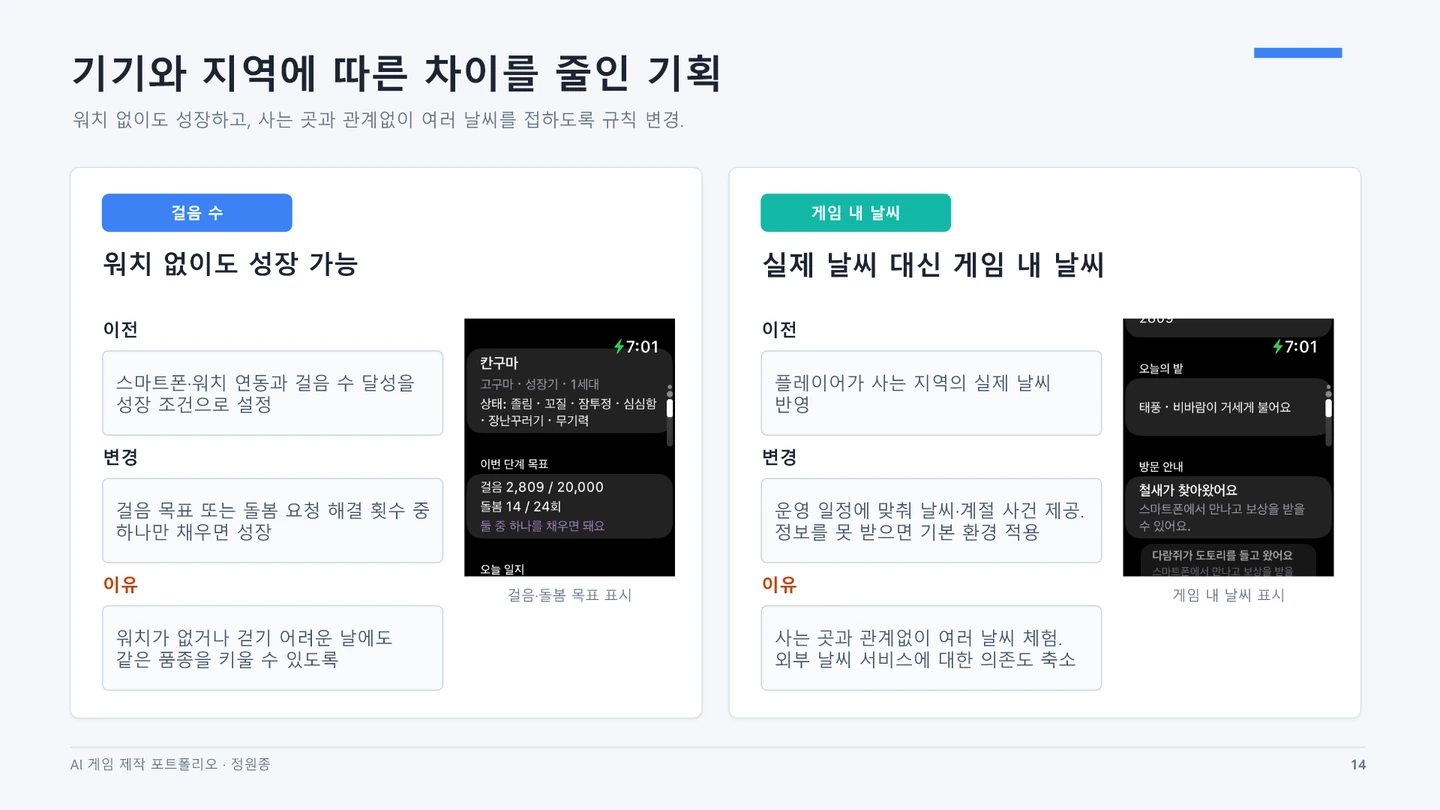 기기와 지역에 따른 차이를 줄인 기획
워치 없이도 성장하고, 사는 곳과 관계없이 여러 날씨를 접하도록 규칙 변경.
걸음 수
워치 없이도 성장 가능
이전
스마트폰·워치 연동과 걸음 수 달성을
성장 조건으로 설정
변경
걸음 목표 또는 돌봄 요청 해결 횟수 중
하나만 채우면 성장
이유
워치가 없거나 걷기 어려운 날에도
같은 품종을 키울 수 있도록
7:01
칸구마
고구마 · 성장기 · 1세대
상태: 졸림 · 꼬질 · 잠투정 · 심심함
· 장난꾸러기 · 무기력
이번 단계 목표
걸음 2,809 / 20,000
돌봄 14 / 24회
둘 중 하나를 채우면 돼요
오늘 일지
걸음·돌봄 목표 표시
게임 내 날씨
실제 날씨 대신 게임 내 날씨
이전
플레이어가 사는 지역의 실제 날씨
반영
변경
운영 일정에 맞춰 날씨·계절 사건 제공.
정보를 못 받으면 기본 환경 적용
이유
사는 곳과 관계없이 여러 날씨 체험.
외부 날씨 서비스에 대한 의존도 축소
2809
7:01
오늘의 밭
태풍 · 비바람이 거세게 불어요
방문 안내
철새가 찾아왔어요
스마트폰에서 만나고 보상을 받을
수 있어요.
다람쥐가 도토리를 들고 왔어요
스마트폰에서 만나고 보상을 받을
게임 내 날씨 표시
AI 게임 제작 포트폴리오 · 정원종
14